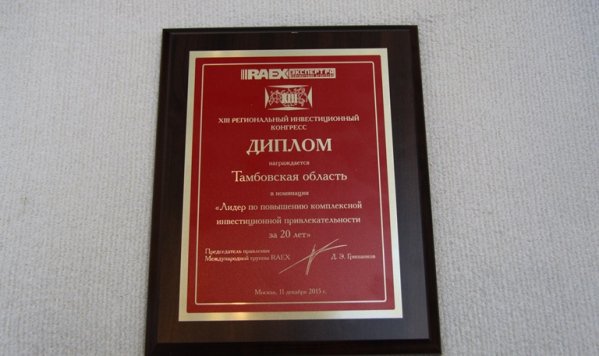 RAEX ЭКСПЕРТ РА
XIII
XIII РЕГИОНАЛЬНЫЙ ИНВЕСТИЦИОННЫЙ
КОНГРЕСС
ДИПЛОМ
награждается
Тамбовская область
в номинации
«Лидер по повышению комплексной
инвестиционной привлекательности
за 20 лет»
Председатель правления
Международной группы RAEX Д. Э. Гришанков
Москва, 11 декабря 2015 г.